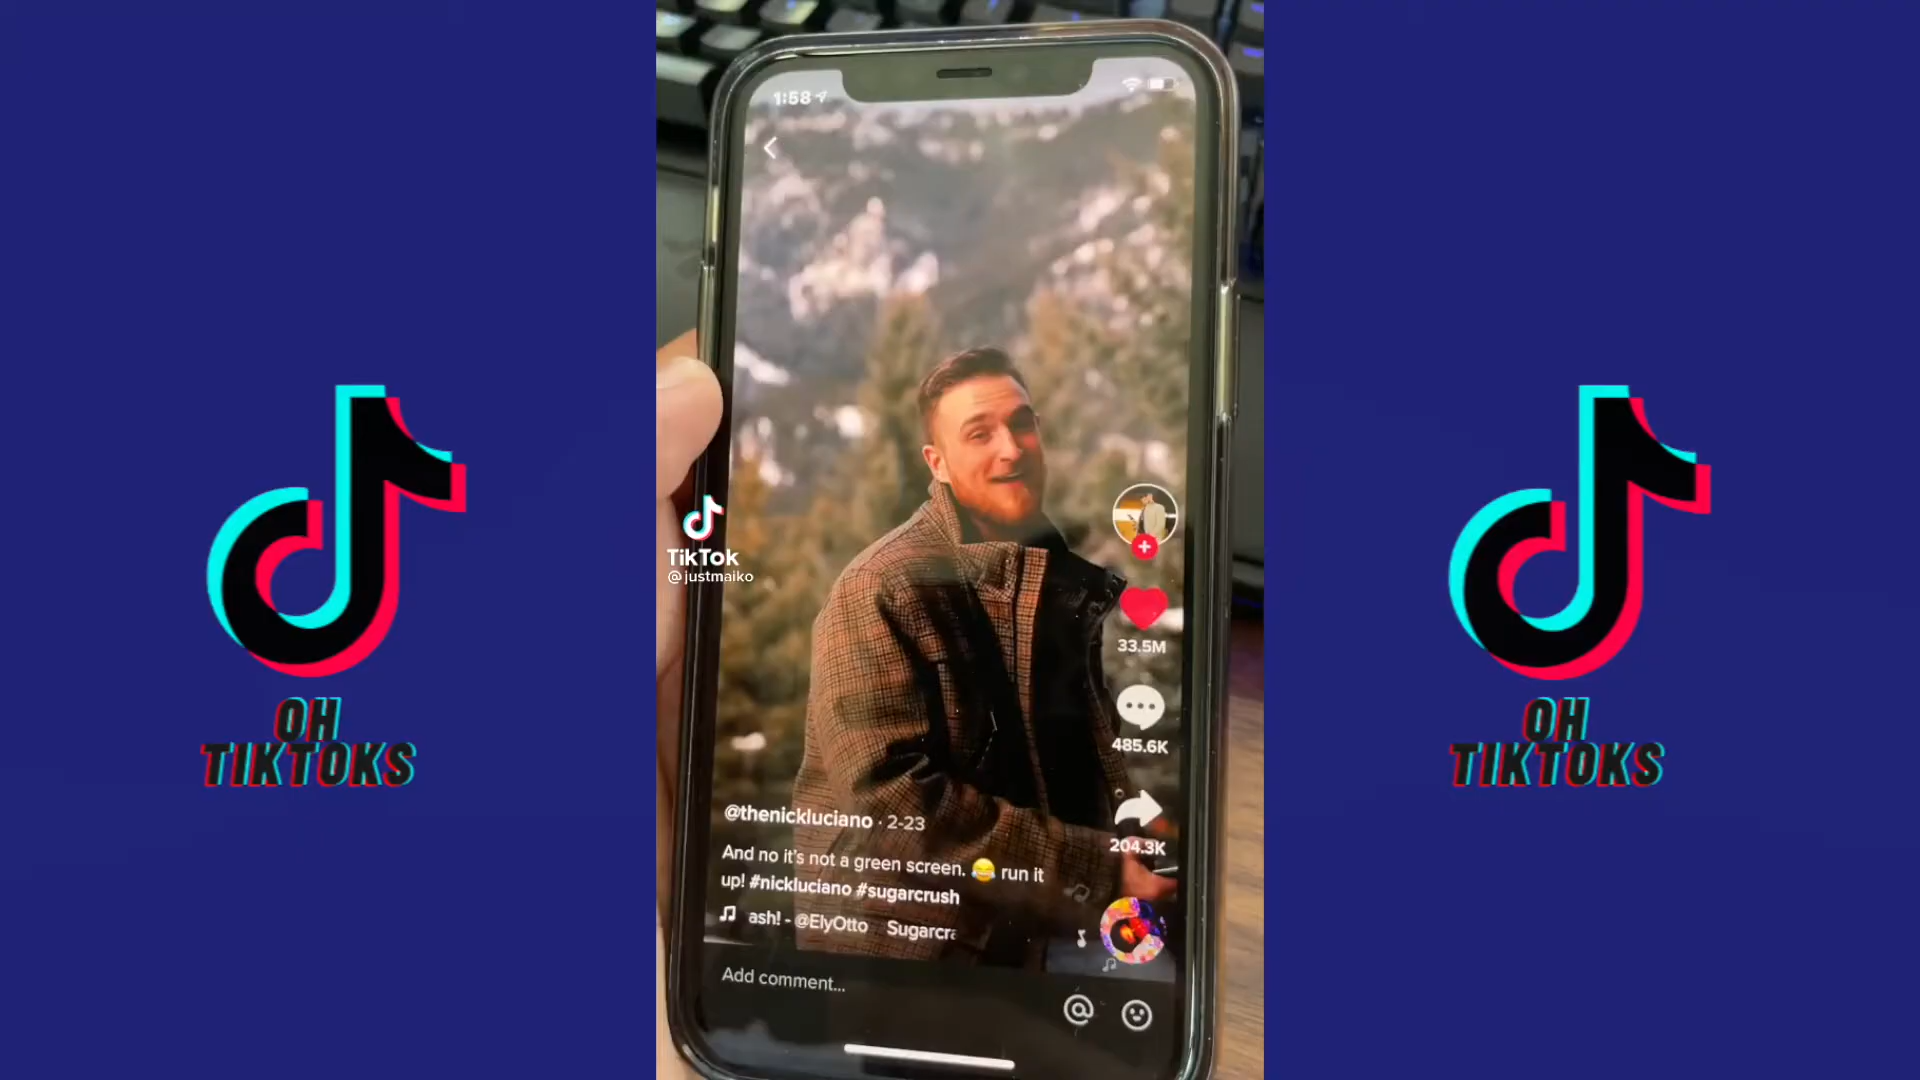 1:58
TikTok
@justmaiko
33.5M
485.6K
204.3K
@thenickluciano · 2-23
And no it's not a green screen. 😂 run it
up! #nickluciano #sugarcrush
ash! - @ElyOtto Sugarcra
Add comment...
OH
TIKTOKS
OH
TIKTOKS